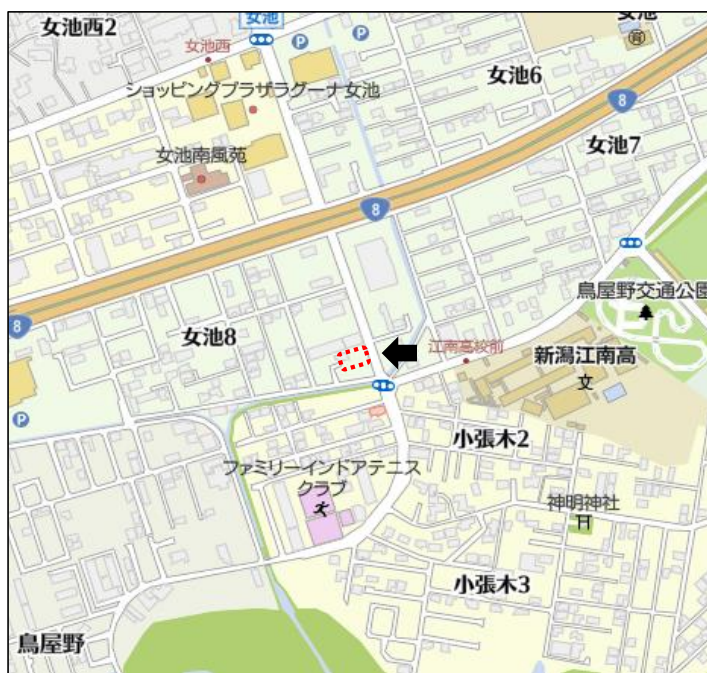 女池西2
女池
女池
女池西
P
P
ショッピングプラザラグーナ女池
女池6
8
女池7
女池南風苑
8
鳥屋野交通公園
8
女池8
江南高校前
新潟江南高
文
P
小張木2
ファミリーインドアテニス
クラブ
神明神社
小張木3
鳥屋野